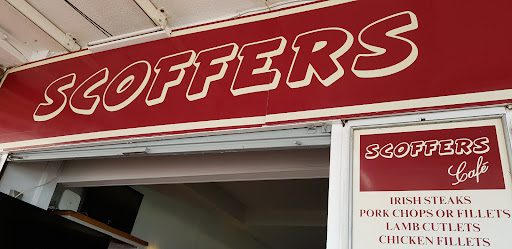 SCOFFERS
SCOFFERS
Café
IRISH STEAKS
PORK CHOPS OR FILLETS
LAMB CUTLETS
CHICKEN FILLETS